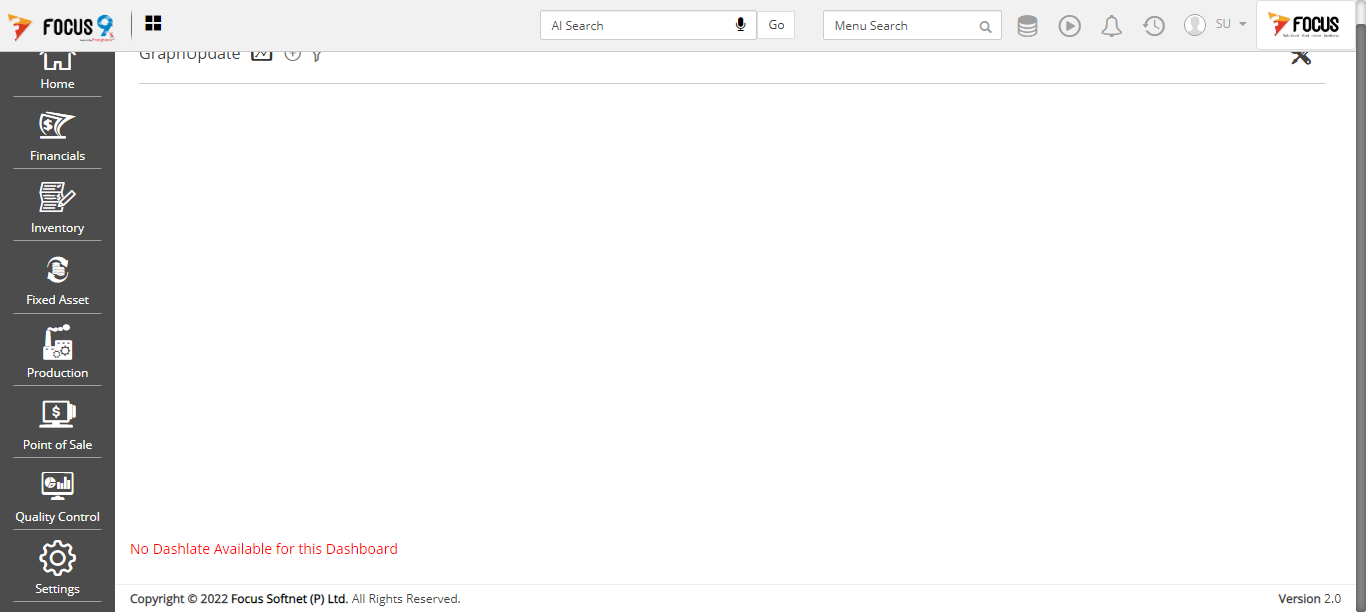 FOCUS 9
AI Search
Go
Menu Search
SU
FOCUS
GraphUpdate
Home
Financials
Inventory
Fixed Asset
Production
Point of Sale
Quality Control
Settings
No Dashlate Available for this Dashboard
Copyright © 2022 Focus Softnet (P) Ltd. All Rights Reserved.
Version 2.0